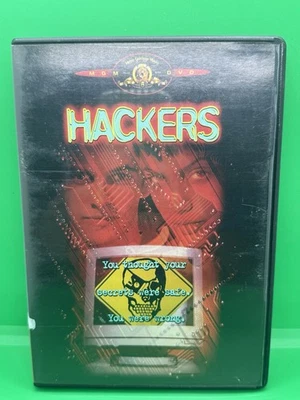 MGM DVD
HACKERS
You thought your
secrets were safe.
You were wrong.